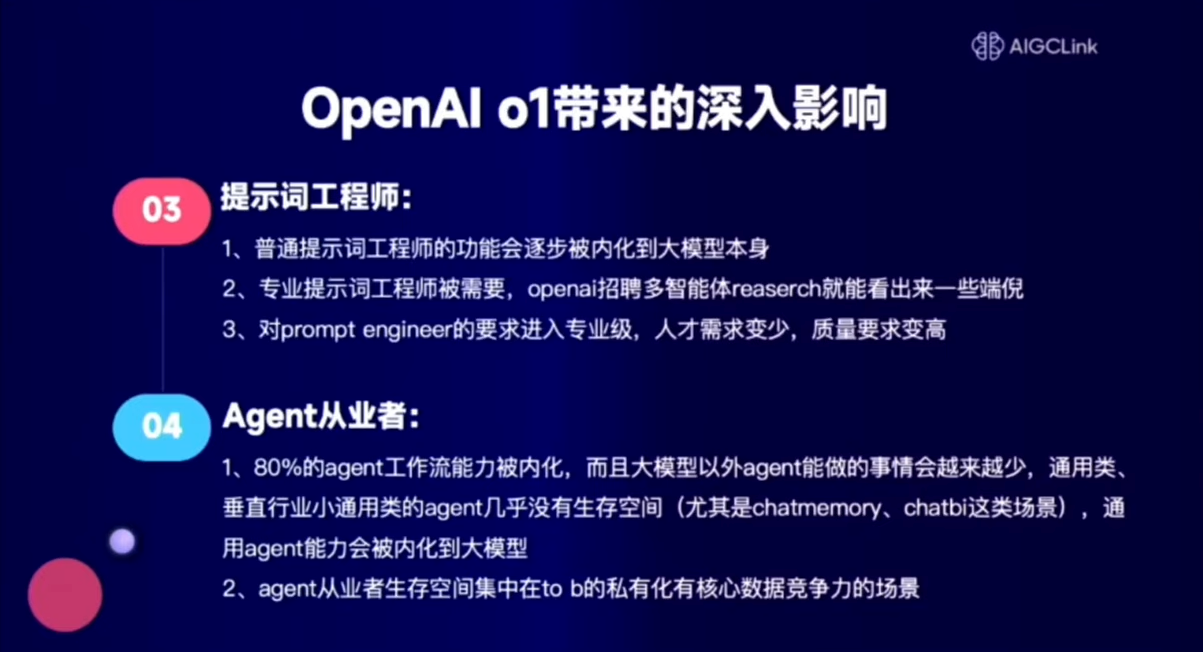 AIGCLink
OpenAI o1带来的深入影响
03
提示词工程师：
1、普通提示词工程师的功能会逐步被内化到大模型本身
2、专业提示词工程师被需要，openai招聘多智能体reaserch就能看出来一些端倪
3、对prompt engineer的要求进入专业级，人才需求变少，质量要求变高
04
Agent从业者：
1、80%的agent工作流能力被内化，而且大模型以外agent能做的事情会越来越少，通用类、
垂直行业小通用类的agent几乎没有生存空间（尤其是chatmemory、chatbi这类场景），通
用agent能力会被内化到大模型
2、agent从业者生存空间集中在to b的私有化有核心数据竞争力的场景